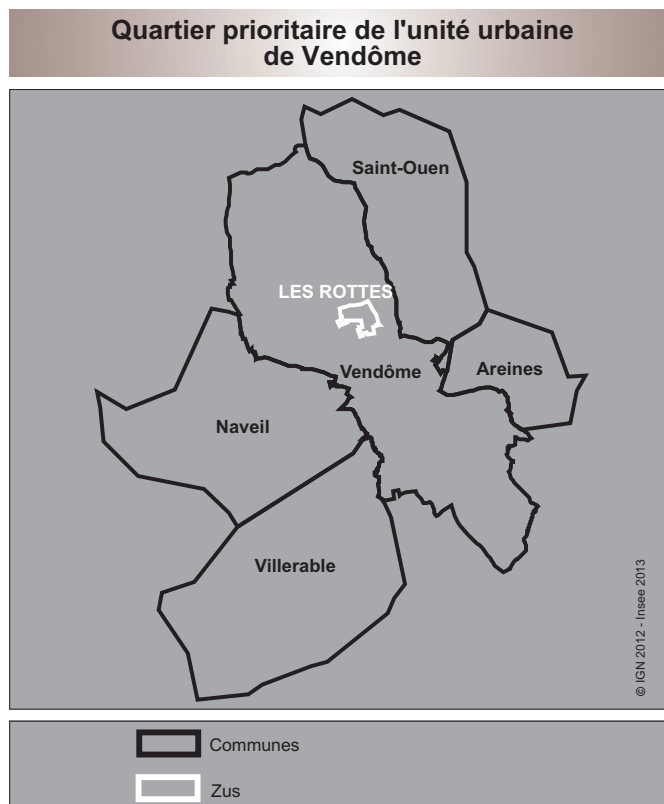 Quartier prioritaire de l'unité urbaine
de Vendôme
Saint-Ouen
LES ROTTES
Vendôme
Areines
Naveil
Villerable
© IGN 2012 - Insee 2013
Communes
Zus